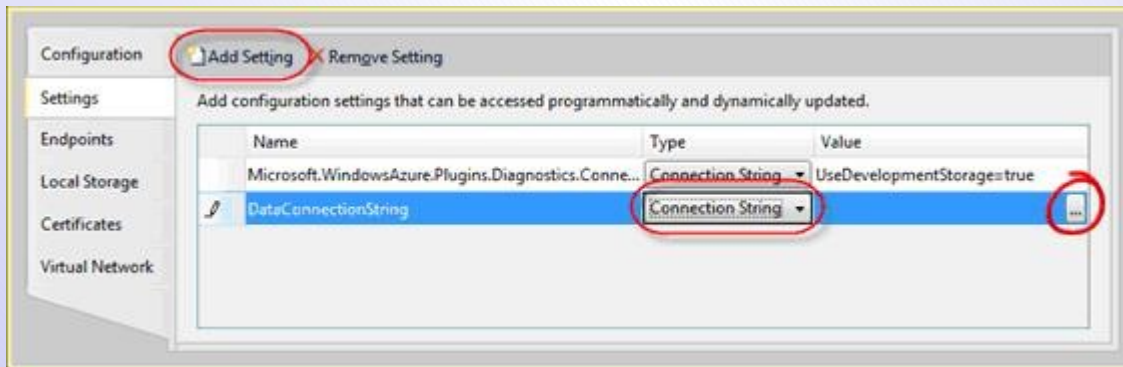 Configuration
Add Setting Remove Setting
Settings
Add configuration settings that can be accessed programmatically and dynamically updated.
Endpoints
Name Type Value
Local Storage
Microsoft.WindowsAzure.Plugins.Diagnostics.Conne... Connection String UseDevelopmentStorage=true
DataConnectionString Connection String ...
Certificates
Virtual Network